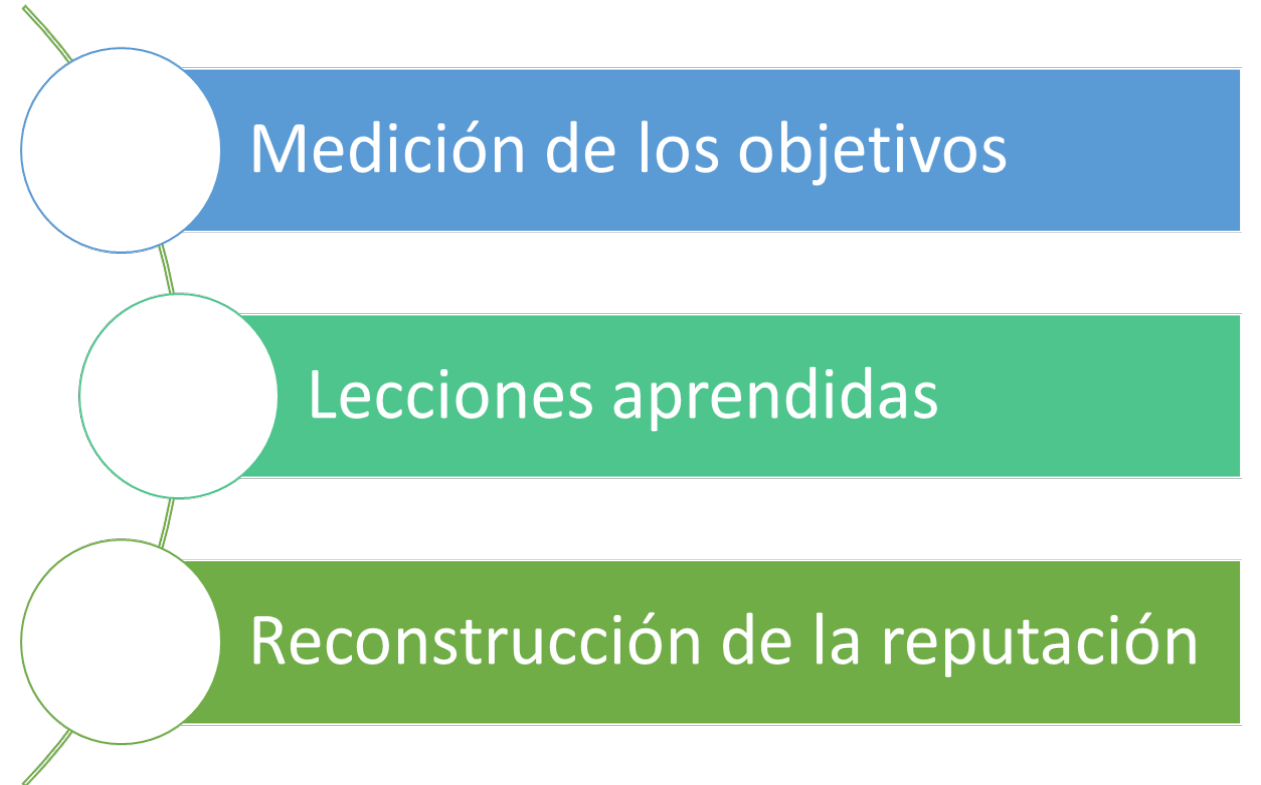 Medición de los objetivos
Lecciones aprendidas
Reconstrucción de la reputación